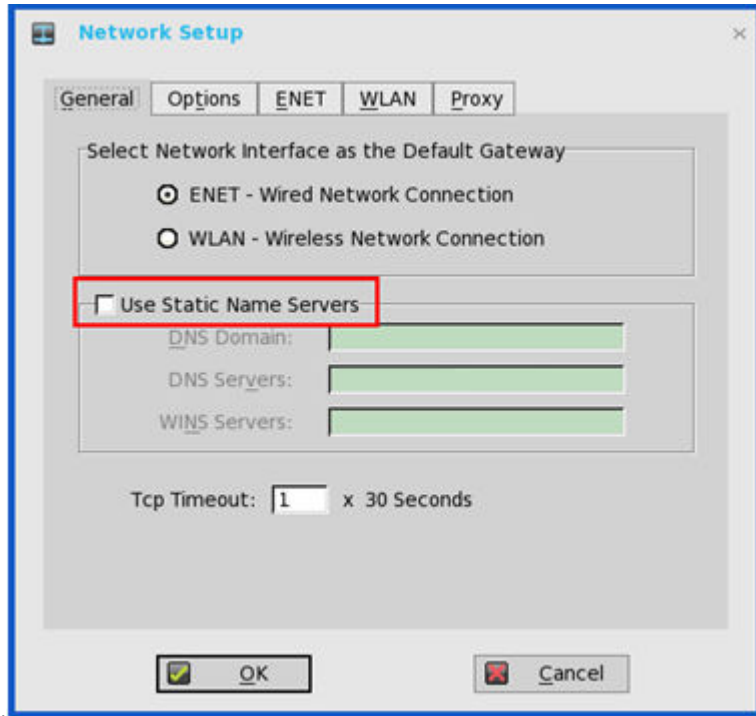 Network Setup
General Options ENET WLAN Proxy
Select Network Interface as the Default Gateway
ENET - Wired Network Connection
WLAN - Wireless Network Connection
Use Static Name Servers
DNS Domain:
DNS Servers:
WINS Servers:
Tcp Timeout: 1 x 30 Seconds
OK Cancel